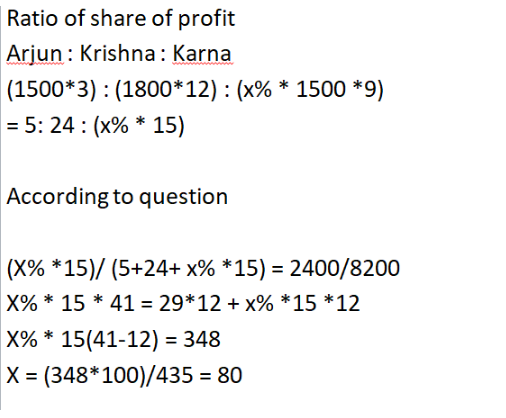 Ratio of share of profit
Arjun : Krishna : Karna
(1500*3) : (1800*12) : (x% * 1500 *9)
= 5: 24 : (x% * 15)
According to question
(X% *15)/ (5+24+ x% *15) = 2400/8200
X% * 15 * 41 = 29*12 + x% *15 *12
X% * 15(41-12) = 348
X = (348*100)/435 = 80